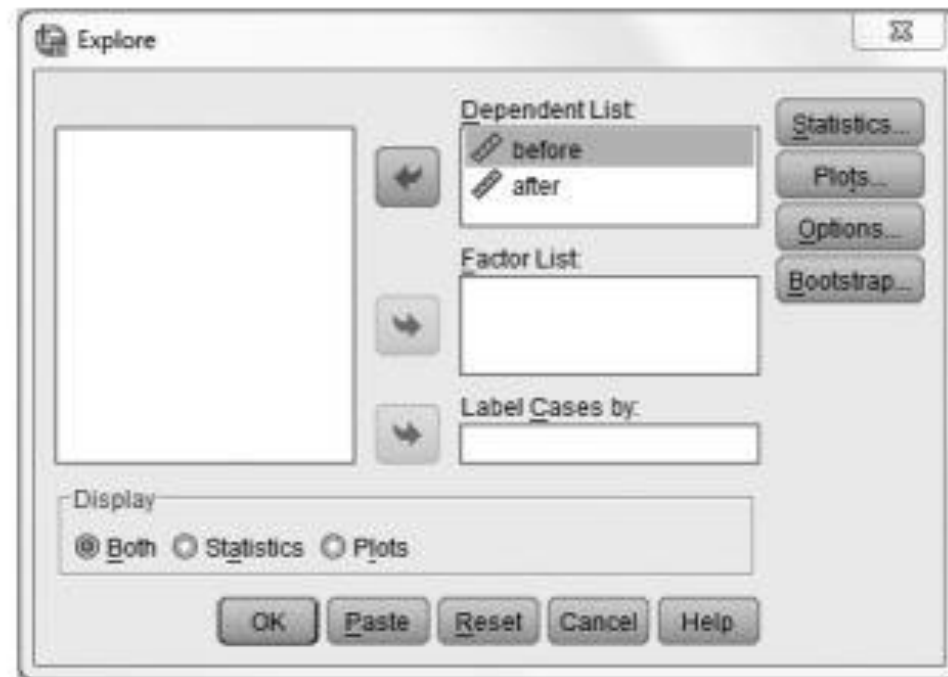 Explore
Dependent List:
before
after
Factor List:
Label Cases by:
Statistics...
Plots...
Options...
Bootstrap...
Display
Both Statistics Plots
OK Paste Reset Cancel Help